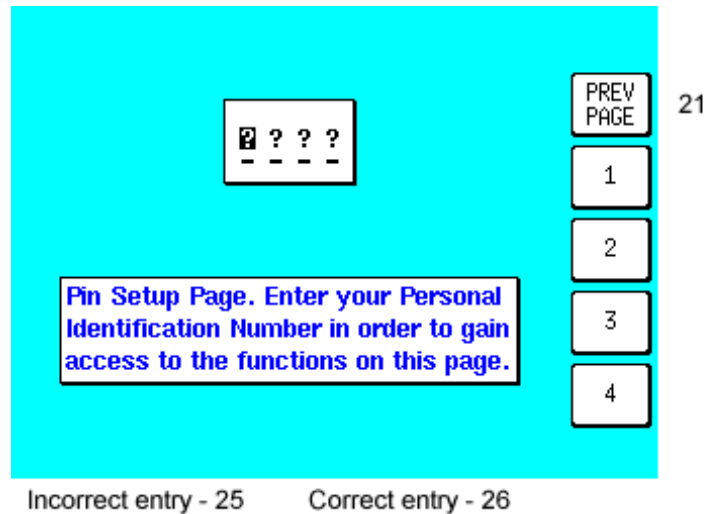 ? ? ? ?
PREV
PAGE
21
1
2
3
4
Pin Setup Page. Enter your Personal
Identification Number in order to gain
access to the functions on this page.
Incorrect entry - 25 Correct entry - 26